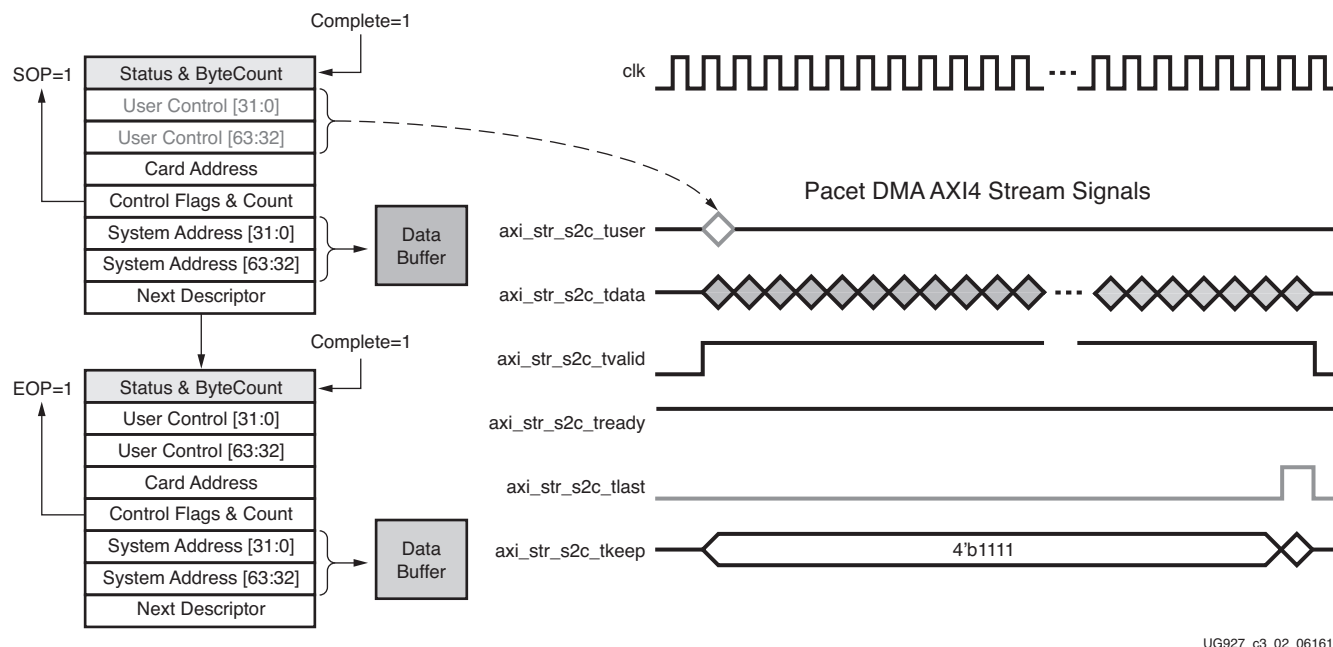 Complete=1
SOP=1
Status & ByteCount
User Control [31:0]
User Control [63:32]
Card Address
Control Flags & Count
System Address [31:0]
System Address [63:32]
Next Descriptor
Data
Buffer
Complete=1
EOP=1
Status & ByteCount
User Control [31:0]
User Control [63:32]
Card Address
Control Flags & Count
System Address [31:0]
System Address [63:32]
Next Descriptor
Data
Buffer
clk
Pacet DMA AXI4 Stream Signals
axi_str_s2c_tuser
axi_str_s2c_tdata
axi_str_s2c_tvalid
axi_str_s2c_tready
axi_str_s2c_tlast
axi_str_s2c_tkeep
4'b1111
UG927_c3_02_06161